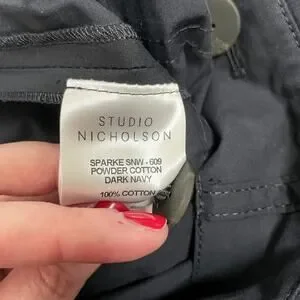 STUDIO
NICHOLSON
SPARKE SNW - 609
POWDER COTTON
DARK NAVY
100% COTTON